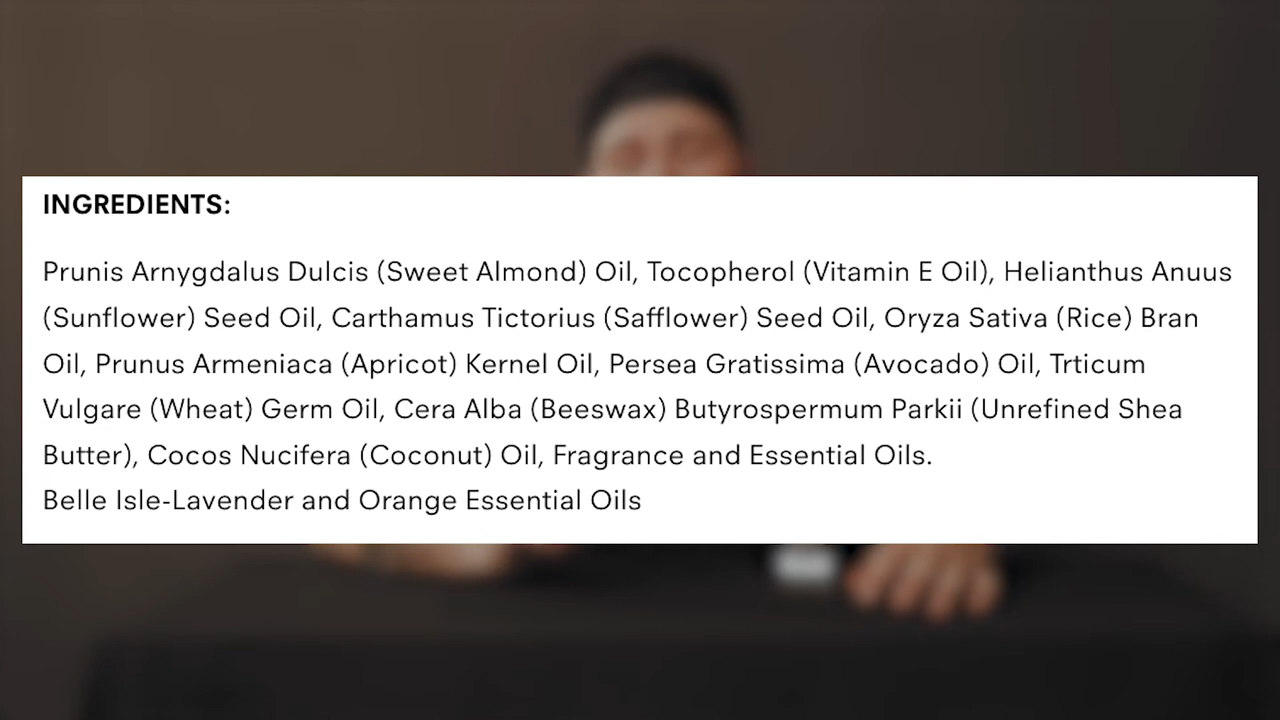 INGREDIENTS:
Prunis Arnygdalus Dulcis (Sweet Almond) Oil, Tocopherol (Vitamin E Oil), Helianthus Anuus
(Sunflower) Seed Oil, Carthamus Tictorius (Safflower) Seed Oil, Oryza Sativa (Rice) Bran
Oil, Prunus Armeniaca (Apricot) Kernel Oil, Persea Gratissima (Avocado) Oil, Trticum
Vulgare (Wheat) Germ Oil, Cera Alba (Beeswax) Butyrospermum Parkii (Unrefined Shea
Butter), Cocos Nucifera (Coconut) Oil, Fragrance and Essential Oils.
Belle Isle-Lavender and Orange Essential Oils